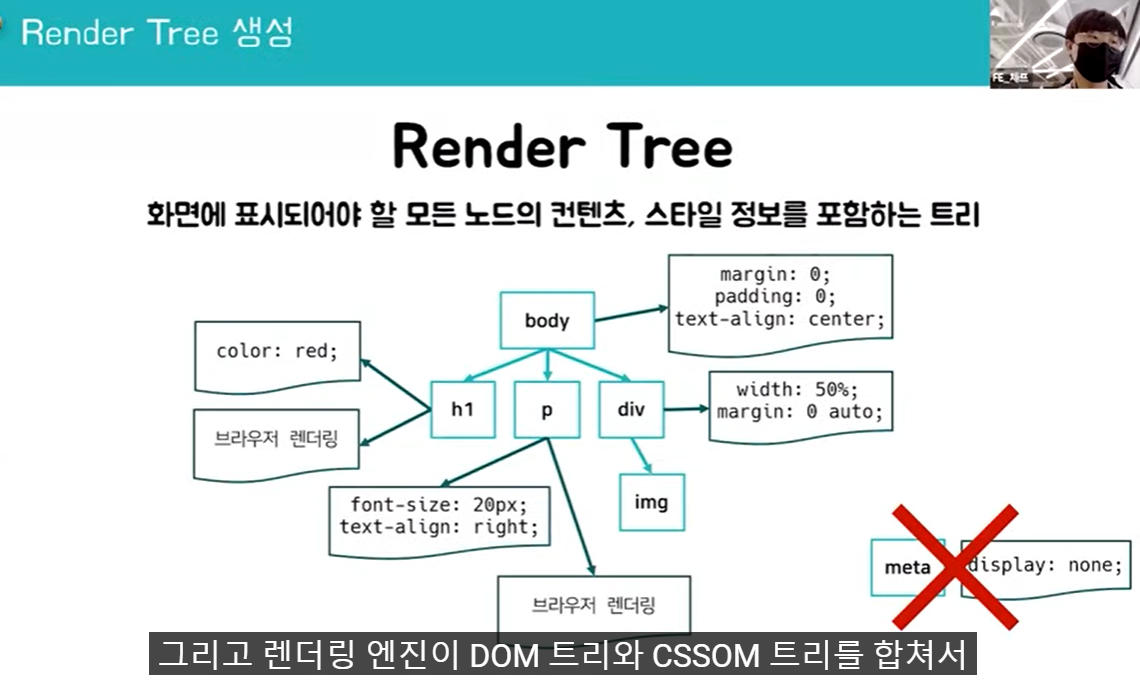 Render Tree 생성
FE_체프
Render Tree
화면에 표시되어야 할 모든 노드의 컨텐츠, 스타일 정보를 포함하는 트리
margin: 0;
padding: 0;
text-align: center;
body
color: red;
h1
p
div
width: 50%;
margin: 0 auto;
브라우저 렌더링
font-size: 20px;
text-align: right;
img
meta
display: none;
브라우저 렌더링
그리고 렌더링 엔진이 DOM 트리와 CSSOM 트리를 합쳐서